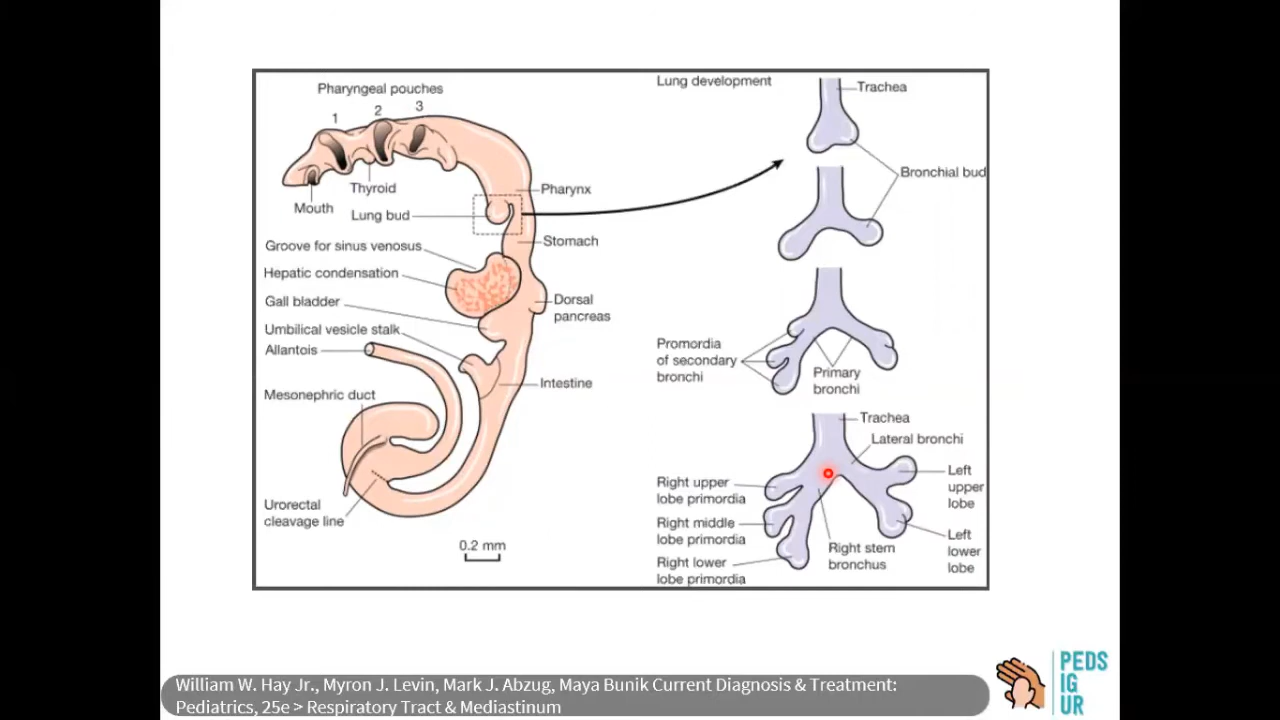 Pharyngeal pouches
1
2
3
Mouth
Thyroid
Lung bud
Pharynx
Groove for sinus venosus
Stomach
Hepatic condensation
Gall bladder
Dorsal
pancreas
Umbilical vesicle stalk
Allantois
Mesonephric duct
Intestine
Urorectal
cleavage line
0.2 mm
Lung development
Trachea
Bronchial bud
Promordia
of secondary
bronchi
Primary
bronchi
Trachea
Lateral bronchi
Right upper
lobe primordia
Left
upper
lobe
Right middle
lobe primordia
Right stem
bronchus
Left
lower
lobe
Right lower
lobe primordia
William W. Hay Jr., Myron J. Levin, Mark J. Abzug, Maya Bunik Current Diagnosis & Treatment:
Pediatrics, 25e > Respiratory Tract & Mediastinum
PEDS
IG
UR